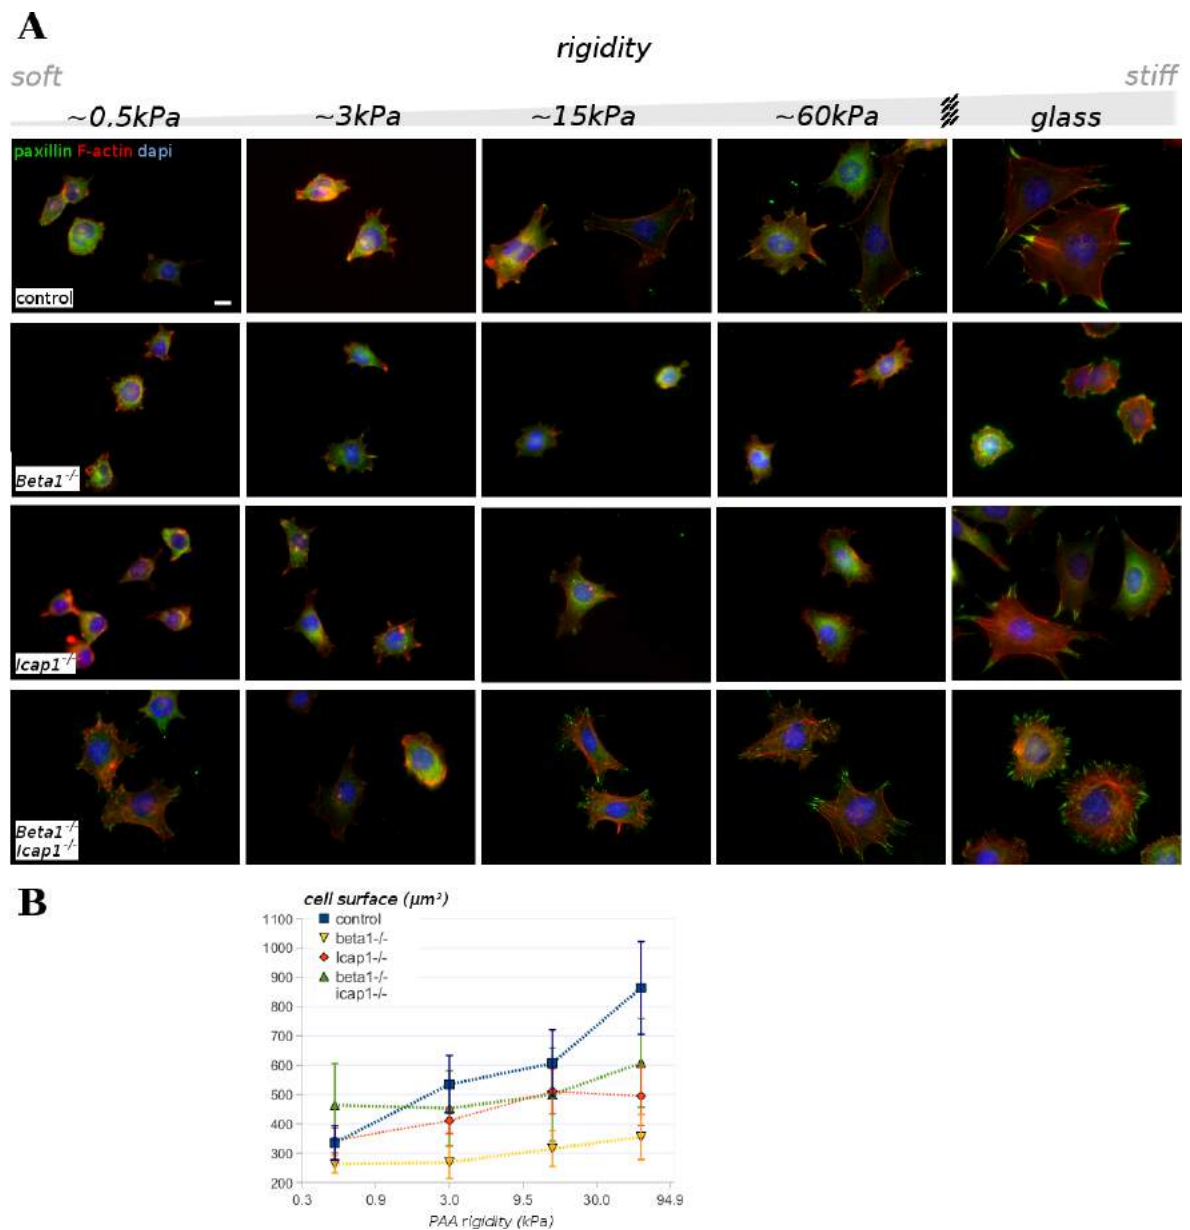 A
rigidity
soft
stiff
~0.5kPa ~3kPa ~15kPa ~60kPa glass
paxillin F-actin dapi
control
Beta1-/-
Icap1-/-
Beta1-/-
Icap1-/-
B
cell surface (µm²)
control
beta1-/-
Icap1-/-
beta1-/-
icap1-/-
1100
1000
900
800
700
600
500
400
300
200
0.3 0.9 3.0 9.5 30.0 94.9
PAA rigidity (kPa)